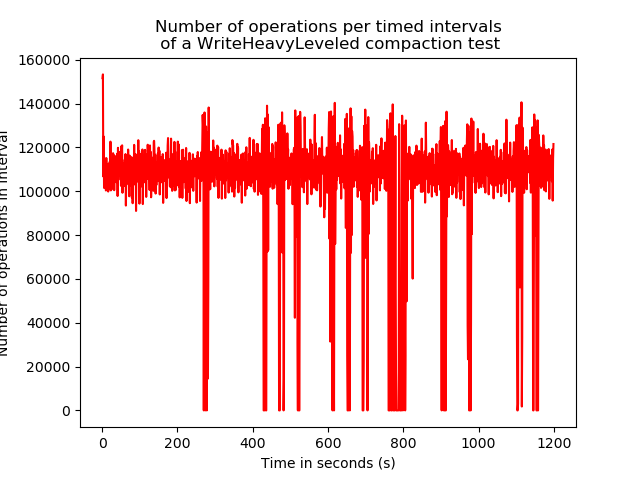 Number of operations per timed intervals
of a WriteHeavyLeveled compaction test
160000
140000
120000
100000
80000
60000
40000
20000
0
Number of operations in interval
0 200 400 600 800 1000 1200
Time in seconds (s)